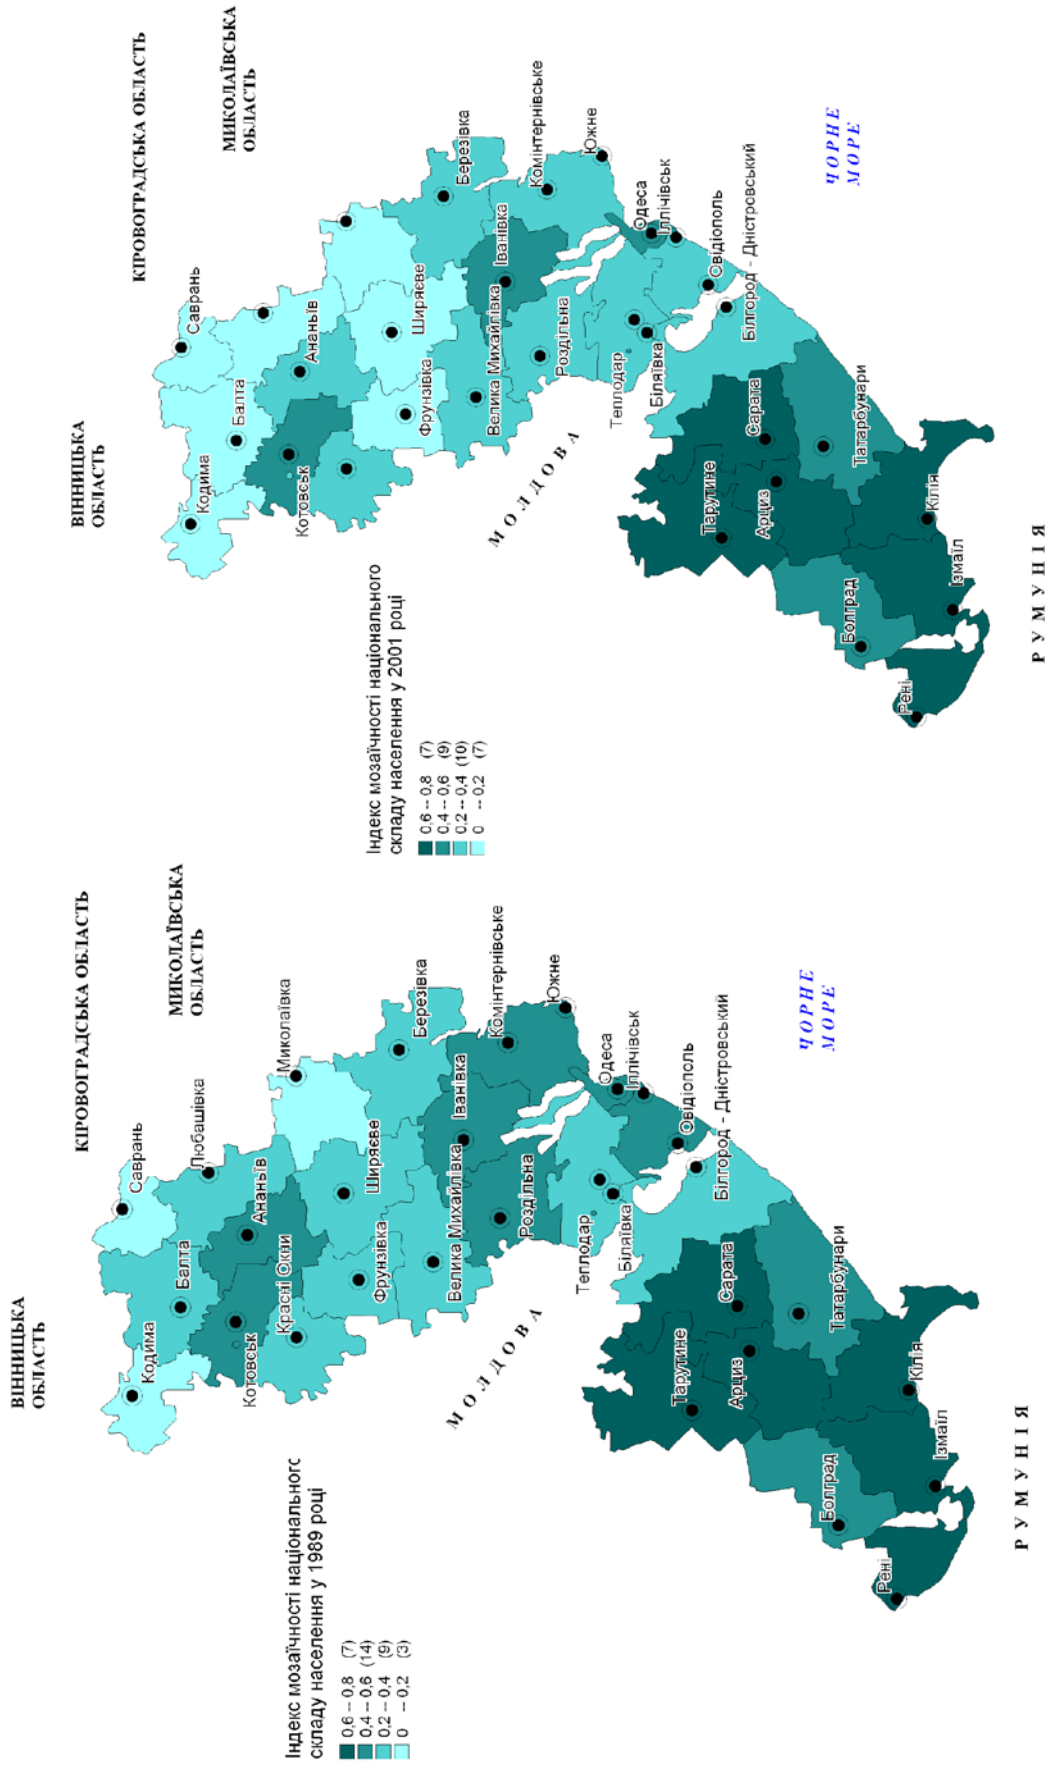 ВІННИЦЬКА
ОБЛАСТЬ
КІРОВОГРАДСЬКА ОБЛАСТЬ
МИКОЛАЇВСЬКА
ОБЛАСТЬ
Кодима
Балта
Саврань
Любашівка
Котовськ
Ананьїв
Красні Окни
Миколаївка
Фрунзівка
Ширяєве
Березівка
Велика Михайлівка
Іванівка
Комінтернівське
Роздільна
Южне
Теплодар
Біляївка
Одеса
Іллічівськ
Овідіополь
Білгород - Дністровський
МОЛДОВА
Тарутине
Сарата
Арциз
Татарбунари
Болград
Кілія
Ізмаїл
Рені
ЧОРНЕ
МОРЕ
РУМУНІЯ
Індекс мозаїчності національногс
складу населення у 1989 році
0,6 -- 0,8 (7)
0,4 -- 0,6 (14)
0,2 -- 0,4 (9)
0 -- 0,2 (3)
ВІННИЦЬКА
ОБЛАСТЬ
КІРОВОГРАДСЬКА ОБЛАСТЬ
МИКОЛАЇВСЬКА
ОБЛАСТЬ
Кодима
Балта
Саврань
Котовськ
Ананьїв
Фрунзівка
Ширяєве
Березівка
Велика Михайлівка
Іванівка
Комінтернівське
Роздільна
Южне
Теплодар
Біляївка
Одеса
Іллічівськ
Овідіополь
Білгород - Дністровський
МОЛДОВА
Тарутине
Сарата
Арциз
Татарбунари
Болград
Кілія
Ізмаїл
Рені
ЧОРНЕ
МОРЕ
РУМУНІЯ
Індекс мозаїчності національного
складу населення у 2001 році
0,6 -- 0,8 (7)
0,4 -- 0,6 (9)
0,2 -- 0,4 (10)
0 -- 0,2 (7)